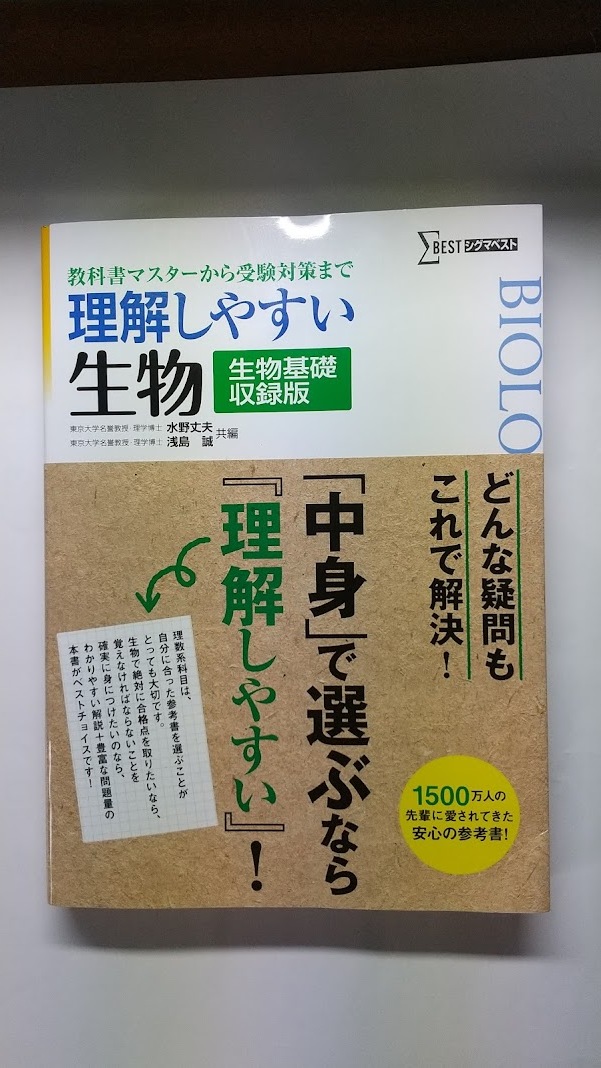 ΣBEST シグマベスト
教科書マスターから受験対策まで
理解しやすい
生物
生物基礎
収録版
東京大学名誉教授・理学博士 水野丈夫
東京大学名誉教授・理学博士 浅島 誠
共編
BIOLO
どんな疑問も
これで解決!
「中身」で選ぶなら
『理解しやすい』!
理数系科目は、
自分に合った参考書を選ぶことが
とっても大切です。
生物で絶対に合格点を取りたいなら、
覚えなければならないことを
確実に身につけたいのなら、
わかりやすい解説+豊富な問題量の
本書がベストチョイスです!
1500万人の
先輩に愛されてきた
安心の参考書!